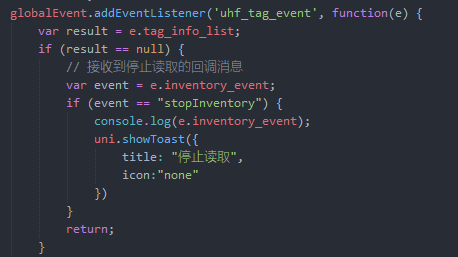 globalEvent.addEventListener('uhf_tag_event', function(e) {
var result = e.tag_info_list;
if (result == null) {
// 接收到停止读取的回调消息
var event = e.inventory_event;
if (event == "stopInventory") {
console.log(e.inventory_event);
uni.showToast({
title: "停止读取",
icon:"none"
})
}
return;
}